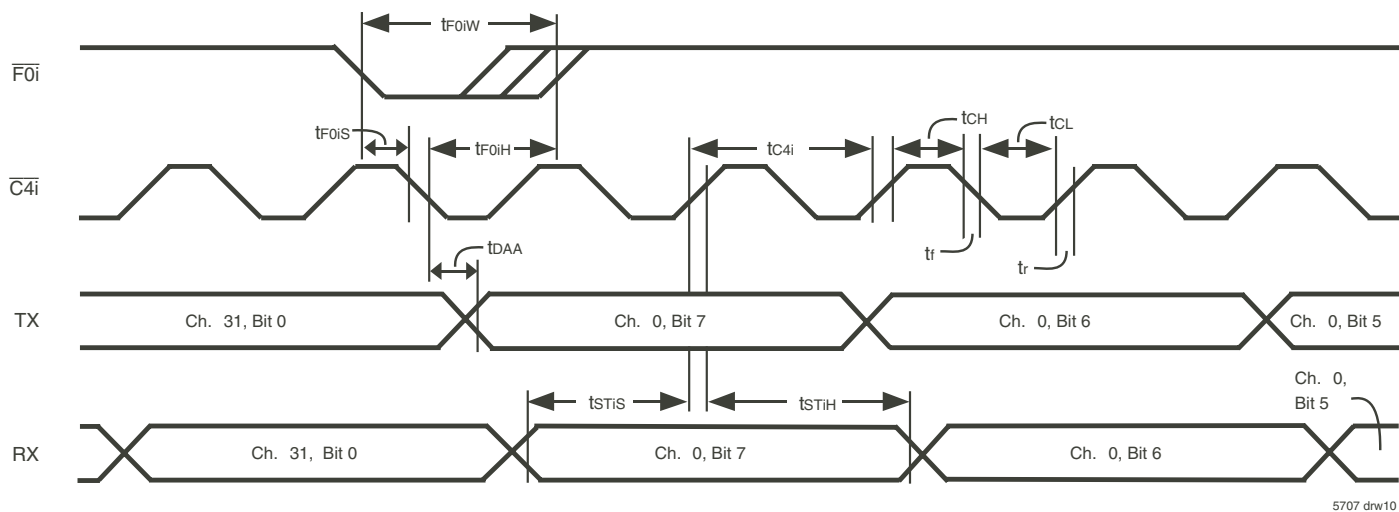 tF0iW
F0i
tF0iS
tF0iH
tC4i
tCH
tCL
C4i
tDAA
tf
tr
TX
Ch. 31, Bit 0
Ch. 0, Bit 7
Ch. 0, Bit 6
Ch. 0, Bit 5
tSTiS
tSTiH
Ch. 0,
Bit 5
RX
Ch. 31, Bit 0
Ch. 0, Bit 7
Ch. 0, Bit 6
5707 drw10